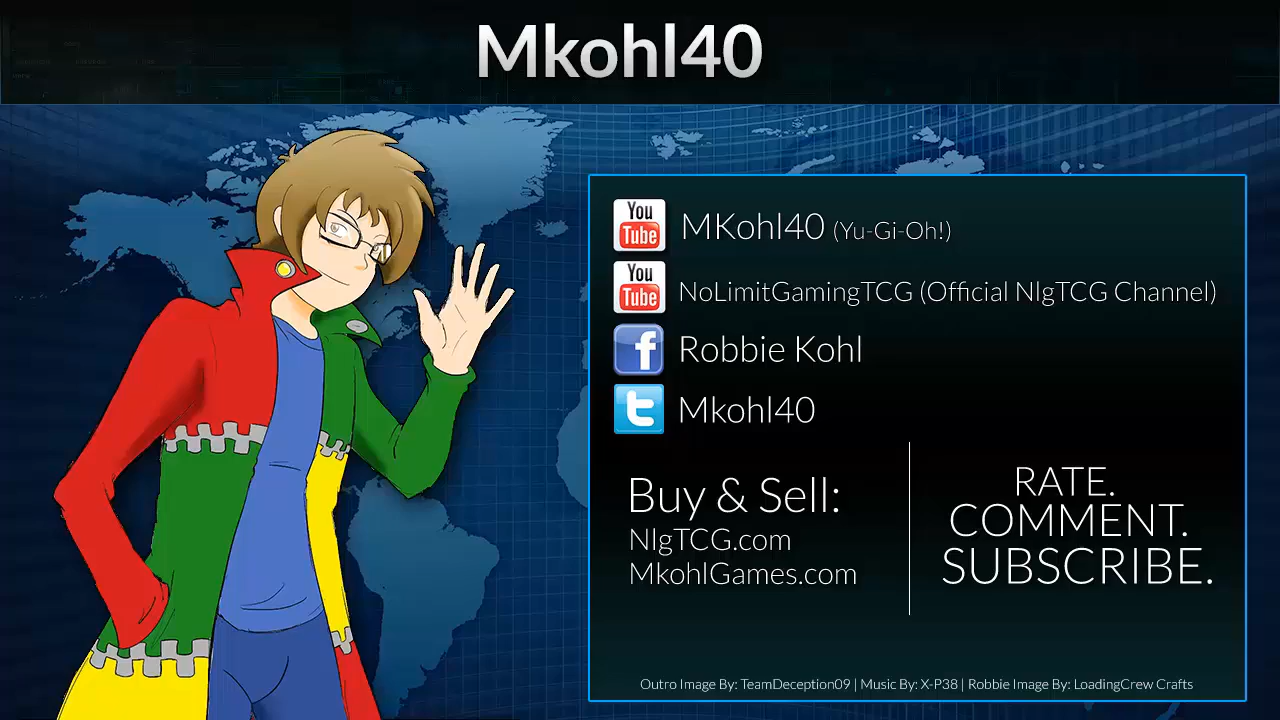 Mkohl40
You
Tube
MKohl40 (Yu-Gi-Oh!)
You
Tube
NoLimitGamingTCG (Official NlgTCG Channel)
f
Robbie Kohl
t
Mkohl40
Buy & Sell:
NlgTCG.com
MkohlGames.com
RATE.
COMMENT.
SUBSCRIBE.
Outro Image By: TeamDeception09 | Music By: X-P38 | Robbie Image By: LoadingCrew Crafts